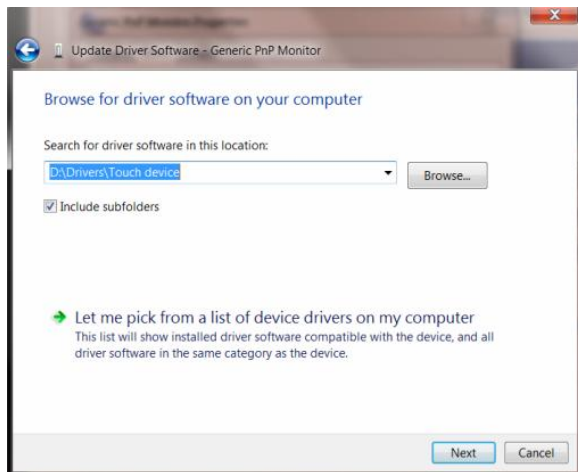 Update Driver Software - Generic PnP Monitor
Browse for driver software on your computer
Search for driver software in this location:
D:\Drivers\Touch device
Browse...
Include subfolders
Let me pick from a list of device drivers on my computer
This list will show installed driver software compatible with the device, and all
driver software in the same category as the device.
Next
Cancel